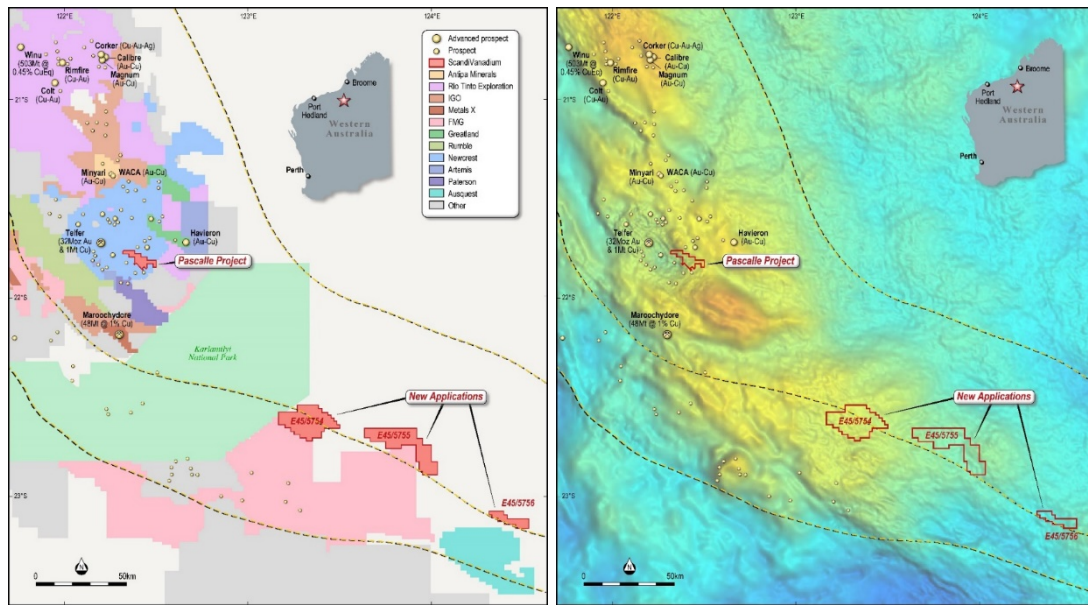 122°E
123°E
124°E
Winu
(503Mt @
0.45% CuEq)
Corker (Cu-Au-Ag)
Calibre
(Au-Cu)
Rimfire
(Cu-Au)
Magnum
(Au-Cu)
Colt
(Cu-Au)
21°S
Minyari
(Au-Cu)
WACA (Au-Cu)
Telfer
(32Moz Au
& 1Mt Cu)
Havieron
(Au-Cu)
Pascalle Project
22°S
Maroochydore
(48Mt @ 1% Cu)
Karlamilyi
National Park
New Applications
E45/5754
E45/5755
E45/5756
23°S
N
0
50km
Broome
Port
Hedland
Western
Australia
Perth
Advanced prospect
Prospect
ScandiVanadium
Antipa Minerals
Rio Tinto Exploration
IGO
Metals X
FMG
Greatland
Rumble
Newcrest
Artemis
Paterson
Ausquest
Other
122°E
123°E
124°E
Winu
(503Mt @
0.45% CuEq)
Corker (Cu-Au-Ag)
Calibre
(Au-Cu)
Rimfire
(Cu-Au)
Magnum
(Au-Cu)
Colt
(Cu-Au)
21°S
Minyari
(Au-Cu)
WACA (Au-Cu)
Telfer
(32Moz Au
& 1Mt Cu)
Havieron
(Au-Cu)
Pascalle Project
22°S
Maroochydore
(48Mt @ 1% Cu)
New Applications
E45/5754
E45/5755
E45/5756
23°S
N
0
50km
Broome
Port
Hedland
Western
Australia
Perth